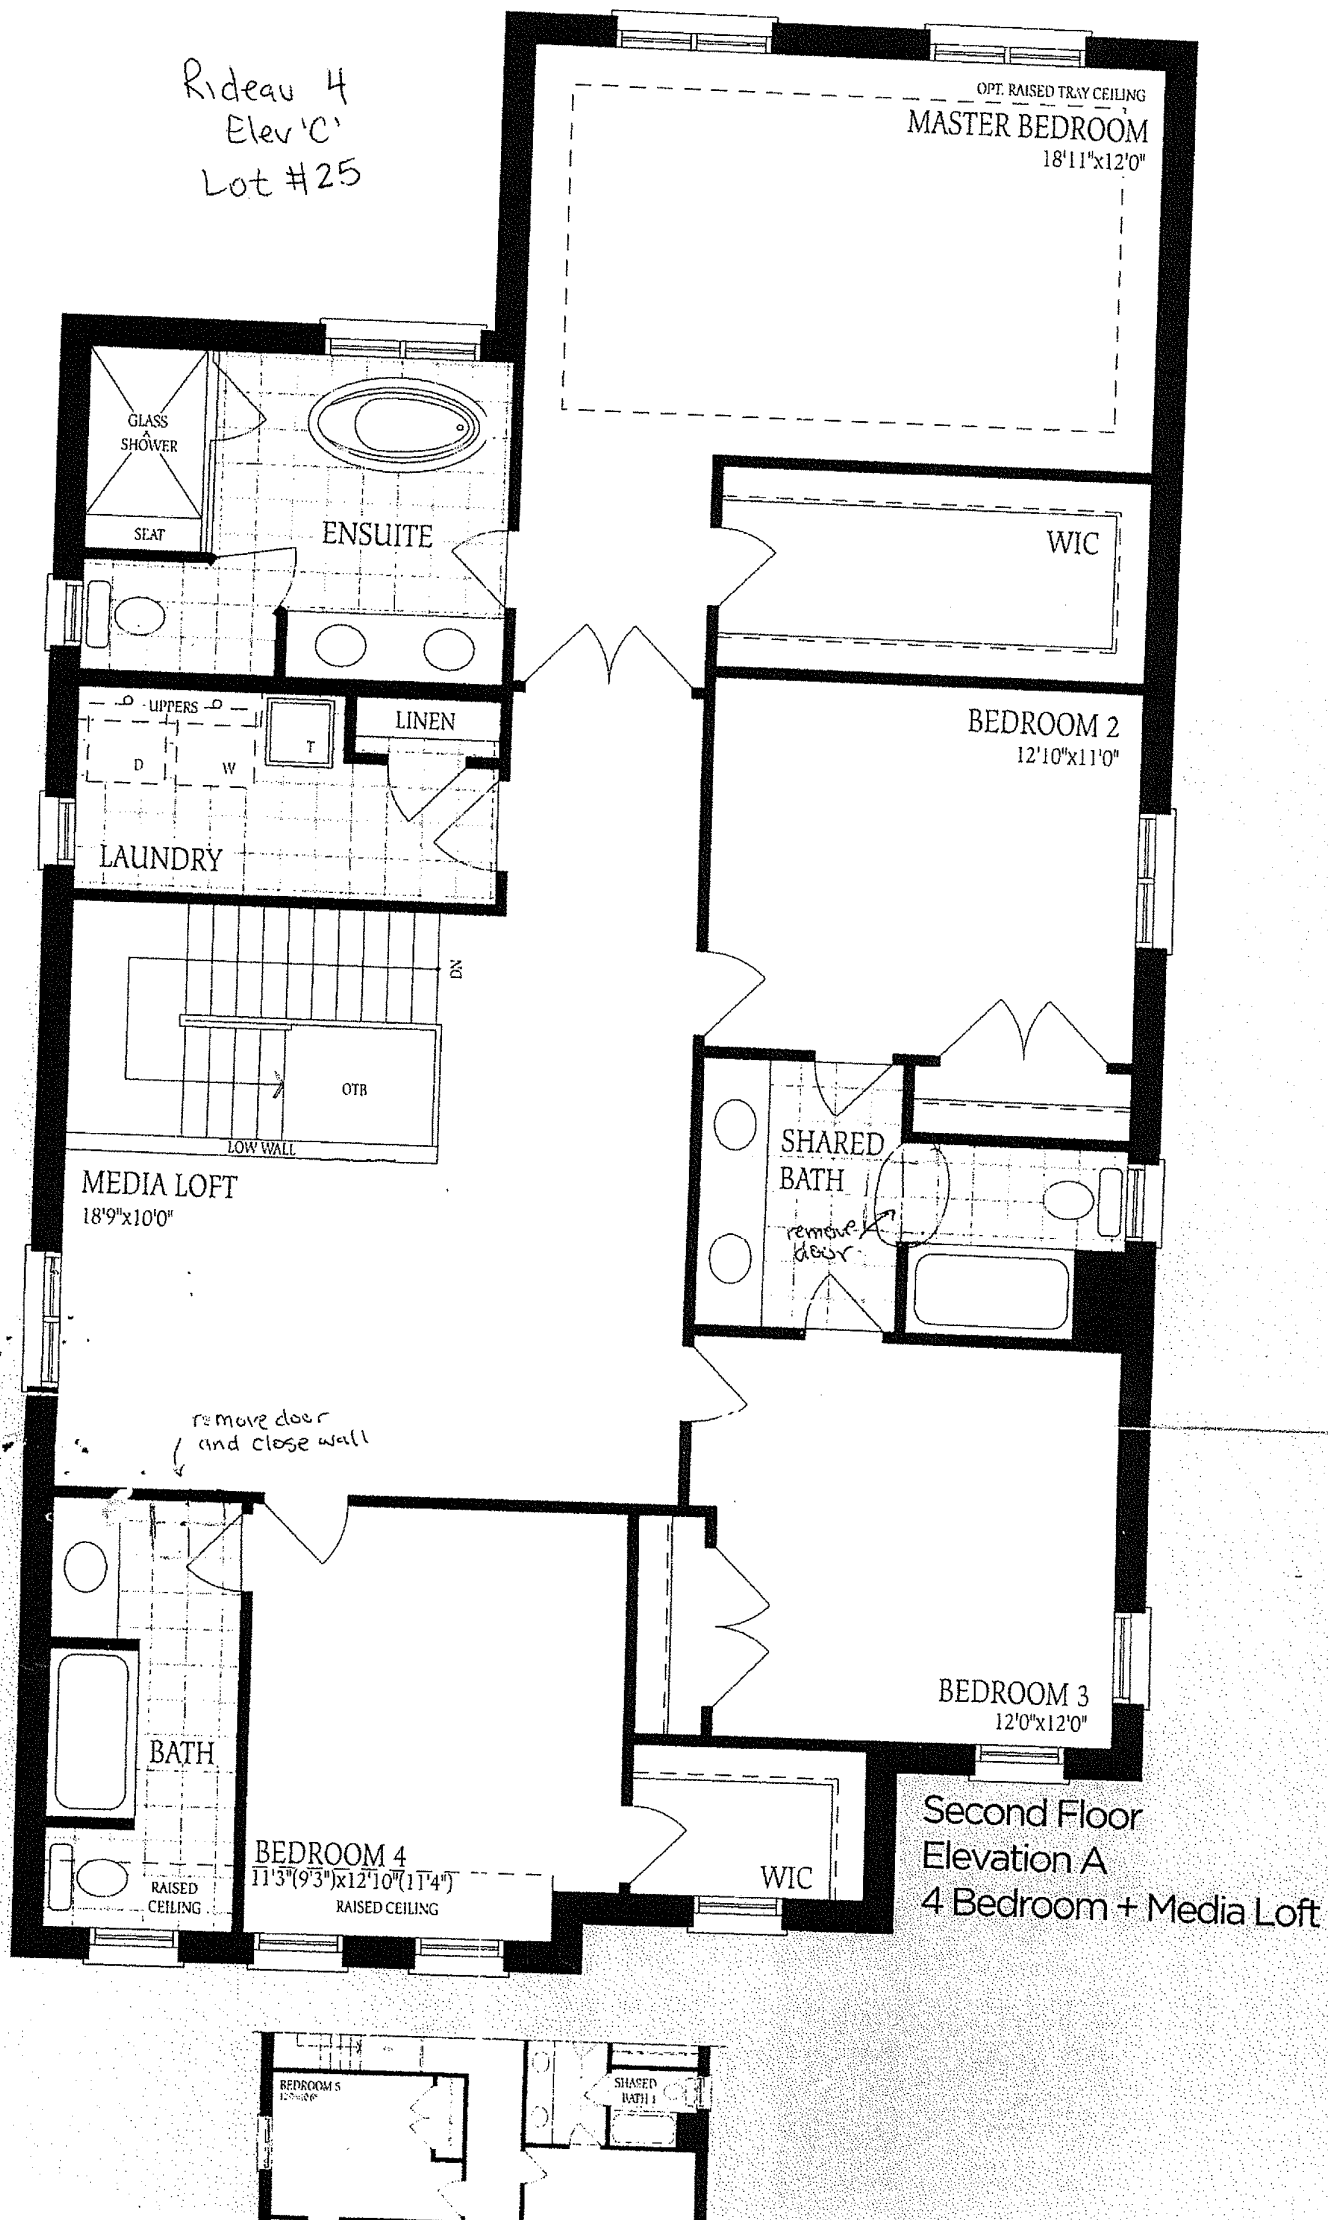 Rideau 4
Elev 'C'
Lot #25
OPT. RAISED TRAY CEILING
MASTER BEDROOM
18'11"x12'0"
GLASS
SHOWER
SEAT
ENSUITE
WIC
UPPERS
LINEN
T
D
W
LAUNDRY
BEDROOM 2
12'10"x11'0"
DN
OTB
LOW WALL
MEDIA LOFT
18'9"x10'0"
SHARED
BATH
remove
door
remove door
and close wall
BEDROOM 3
12'0"x12'0"
BATH
BEDROOM 4
11'3"(9'3")x12'10"(11'4")
RAISED CEILING
RAISED
CEILING
WIC
Second Floor
Elevation A
4 Bedroom + Media Loft
BEDROOM 5
SHARED
BATH 1